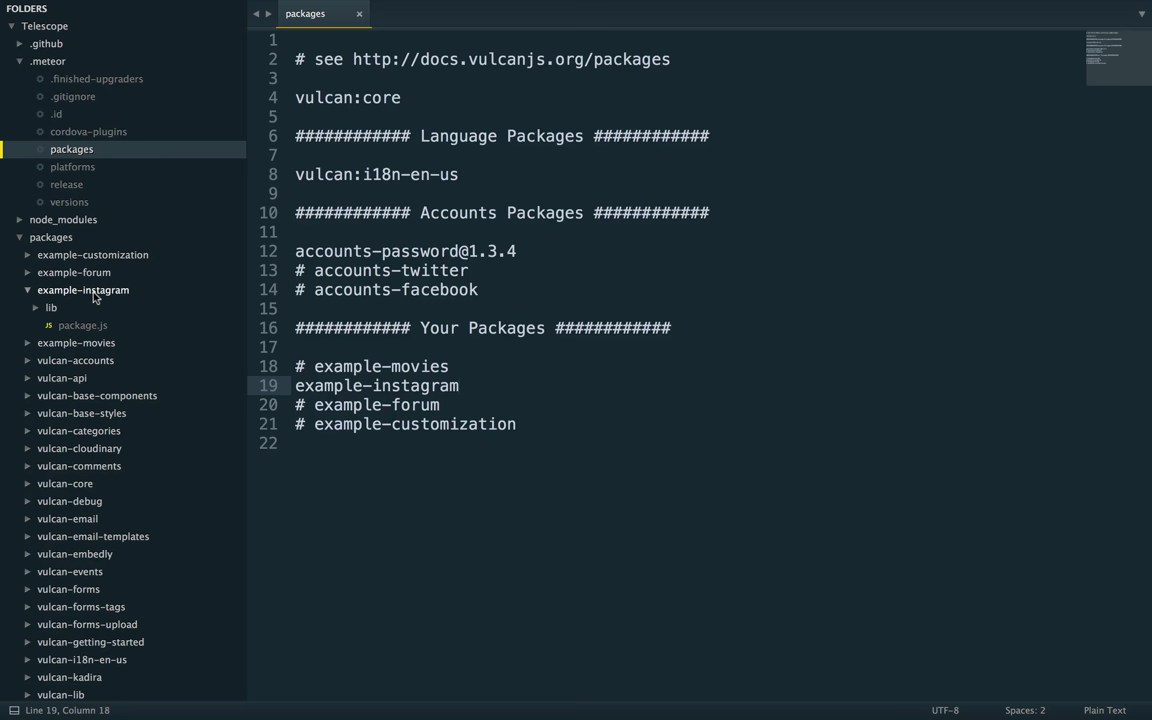 FOLDERS
Telescope
.github
.meteor
.finished-upgraders
.gitignore
.id
cordova-plugins
packages
platforms
release
versions
node_modules
packages
example-customization
example-forum
example-instagram
lib
JS package.js
example-movies
vulcan-accounts
vulcan-api
vulcan-base-components
vulcan-base-styles
vulcan-categories
vulcan-cloudinary
vulcan-comments
vulcan-core
vulcan-debug
vulcan-email
vulcan-email-templates
vulcan-embedly
vulcan-events
vulcan-forms
vulcan-forms-tags
vulcan-forms-upload
vulcan-getting-started
vulcan-i18n-en-us
vulcan-kadira
vulcan-lib
packages ×
1
2 # see http://docs.vulcanjs.org/packages
3
4 vulcan:core
5
6 ############ Language Packages ############
7
8 vulcan:i18n-en-us
9
10 ############ Accounts Packages ############
11
12 accounts-password@1.3.4
13 # accounts-twitter
14 # accounts-facebook
15
16 ############ Your Packages ############
17
18 # example-movies
19 example-instagram
20 # example-forum
21 # example-customization
22
Line 19, Column 18 UTF-8 Spaces: 2 Plain Text